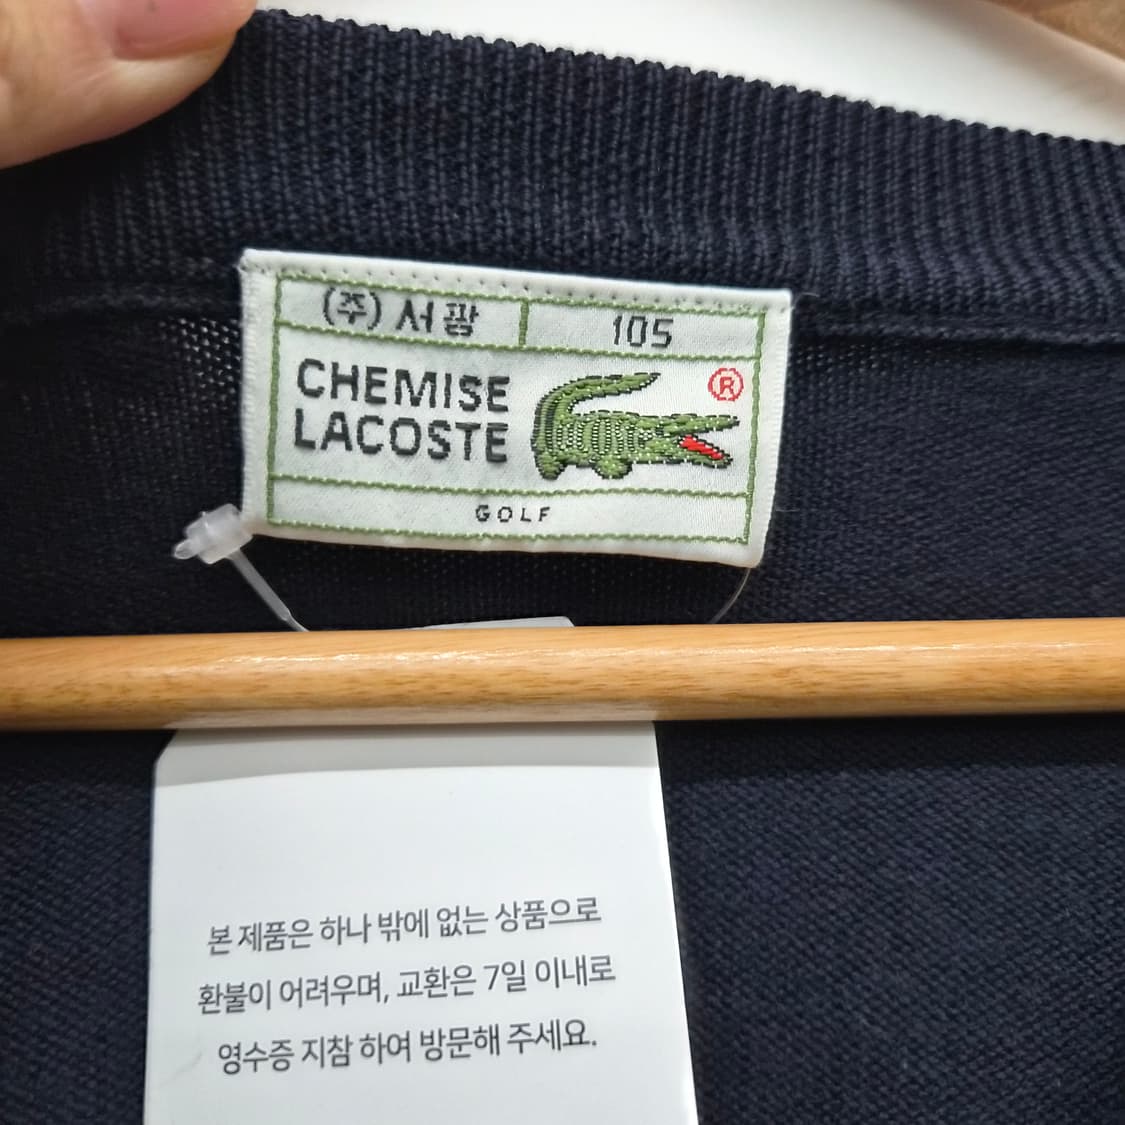 (주) 서광
105
CHEMISE
LACOSTE
®
GOLF
본 제품은 하나 밖에 없는 상품으로
환불이 어려우며, 교환은 7일 이내로
영수증 지참 하여 방문해 주세요.